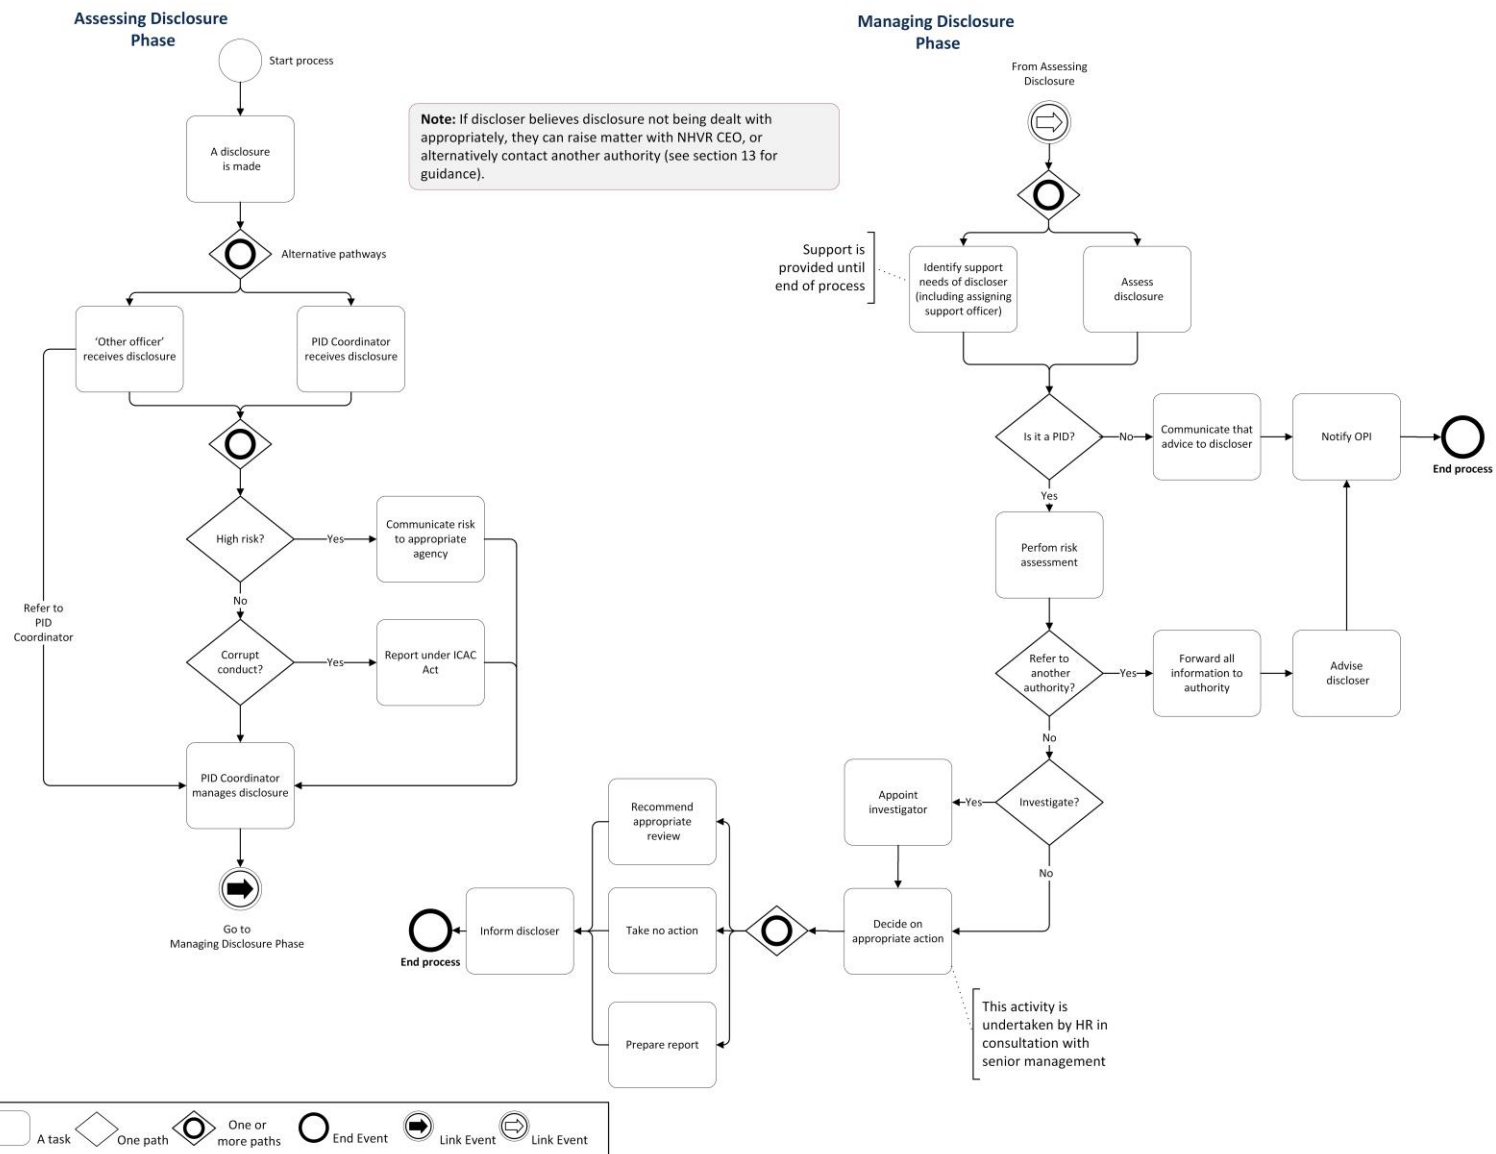 Assessing Disclosure
Phase
Start process
A disclosure
is made
Alternative pathways
‘Other officer’
receives disclosure
PID Coordinator
receives disclosure
High risk?
Yes
Communicate risk
to appropriate
agency
No
Refer to
PID
Coordinator
Corrupt
conduct?
Yes
Report under ICAC
Act
PID Coordinator
manages disclosure
Go to
Managing Disclosure Phase
Note: If discloser believes disclosure not being dealt with
appropriately, they can raise matter with NHVR CEO, or
alternatively contact another authority (see section 13 for
guidance).
Managing Disclosure
Phase
From Assessing
Disclosure
Support is
provided until
end of process
Identify support
needs of discloser
(including assigning
support officer)
Assess
disclosure
Is it a PID?
No
Communicate that
advice to discloser
Notify OPI
End process
Yes
Perfom risk
assessment
Refer to
another
authority?
Yes
Forward all
information to
authority
Advise
discloser
No
Investigate?
Yes
Appoint
investigator
No
Decide on
appropriate action
This activity is
undertaken by HR in
consultation with
senior management
Recommend
appropriate
review
Take no action
Prepare report
Inform discloser
End process
A task
One path
One or
more paths
End Event
Link Event
Link Event